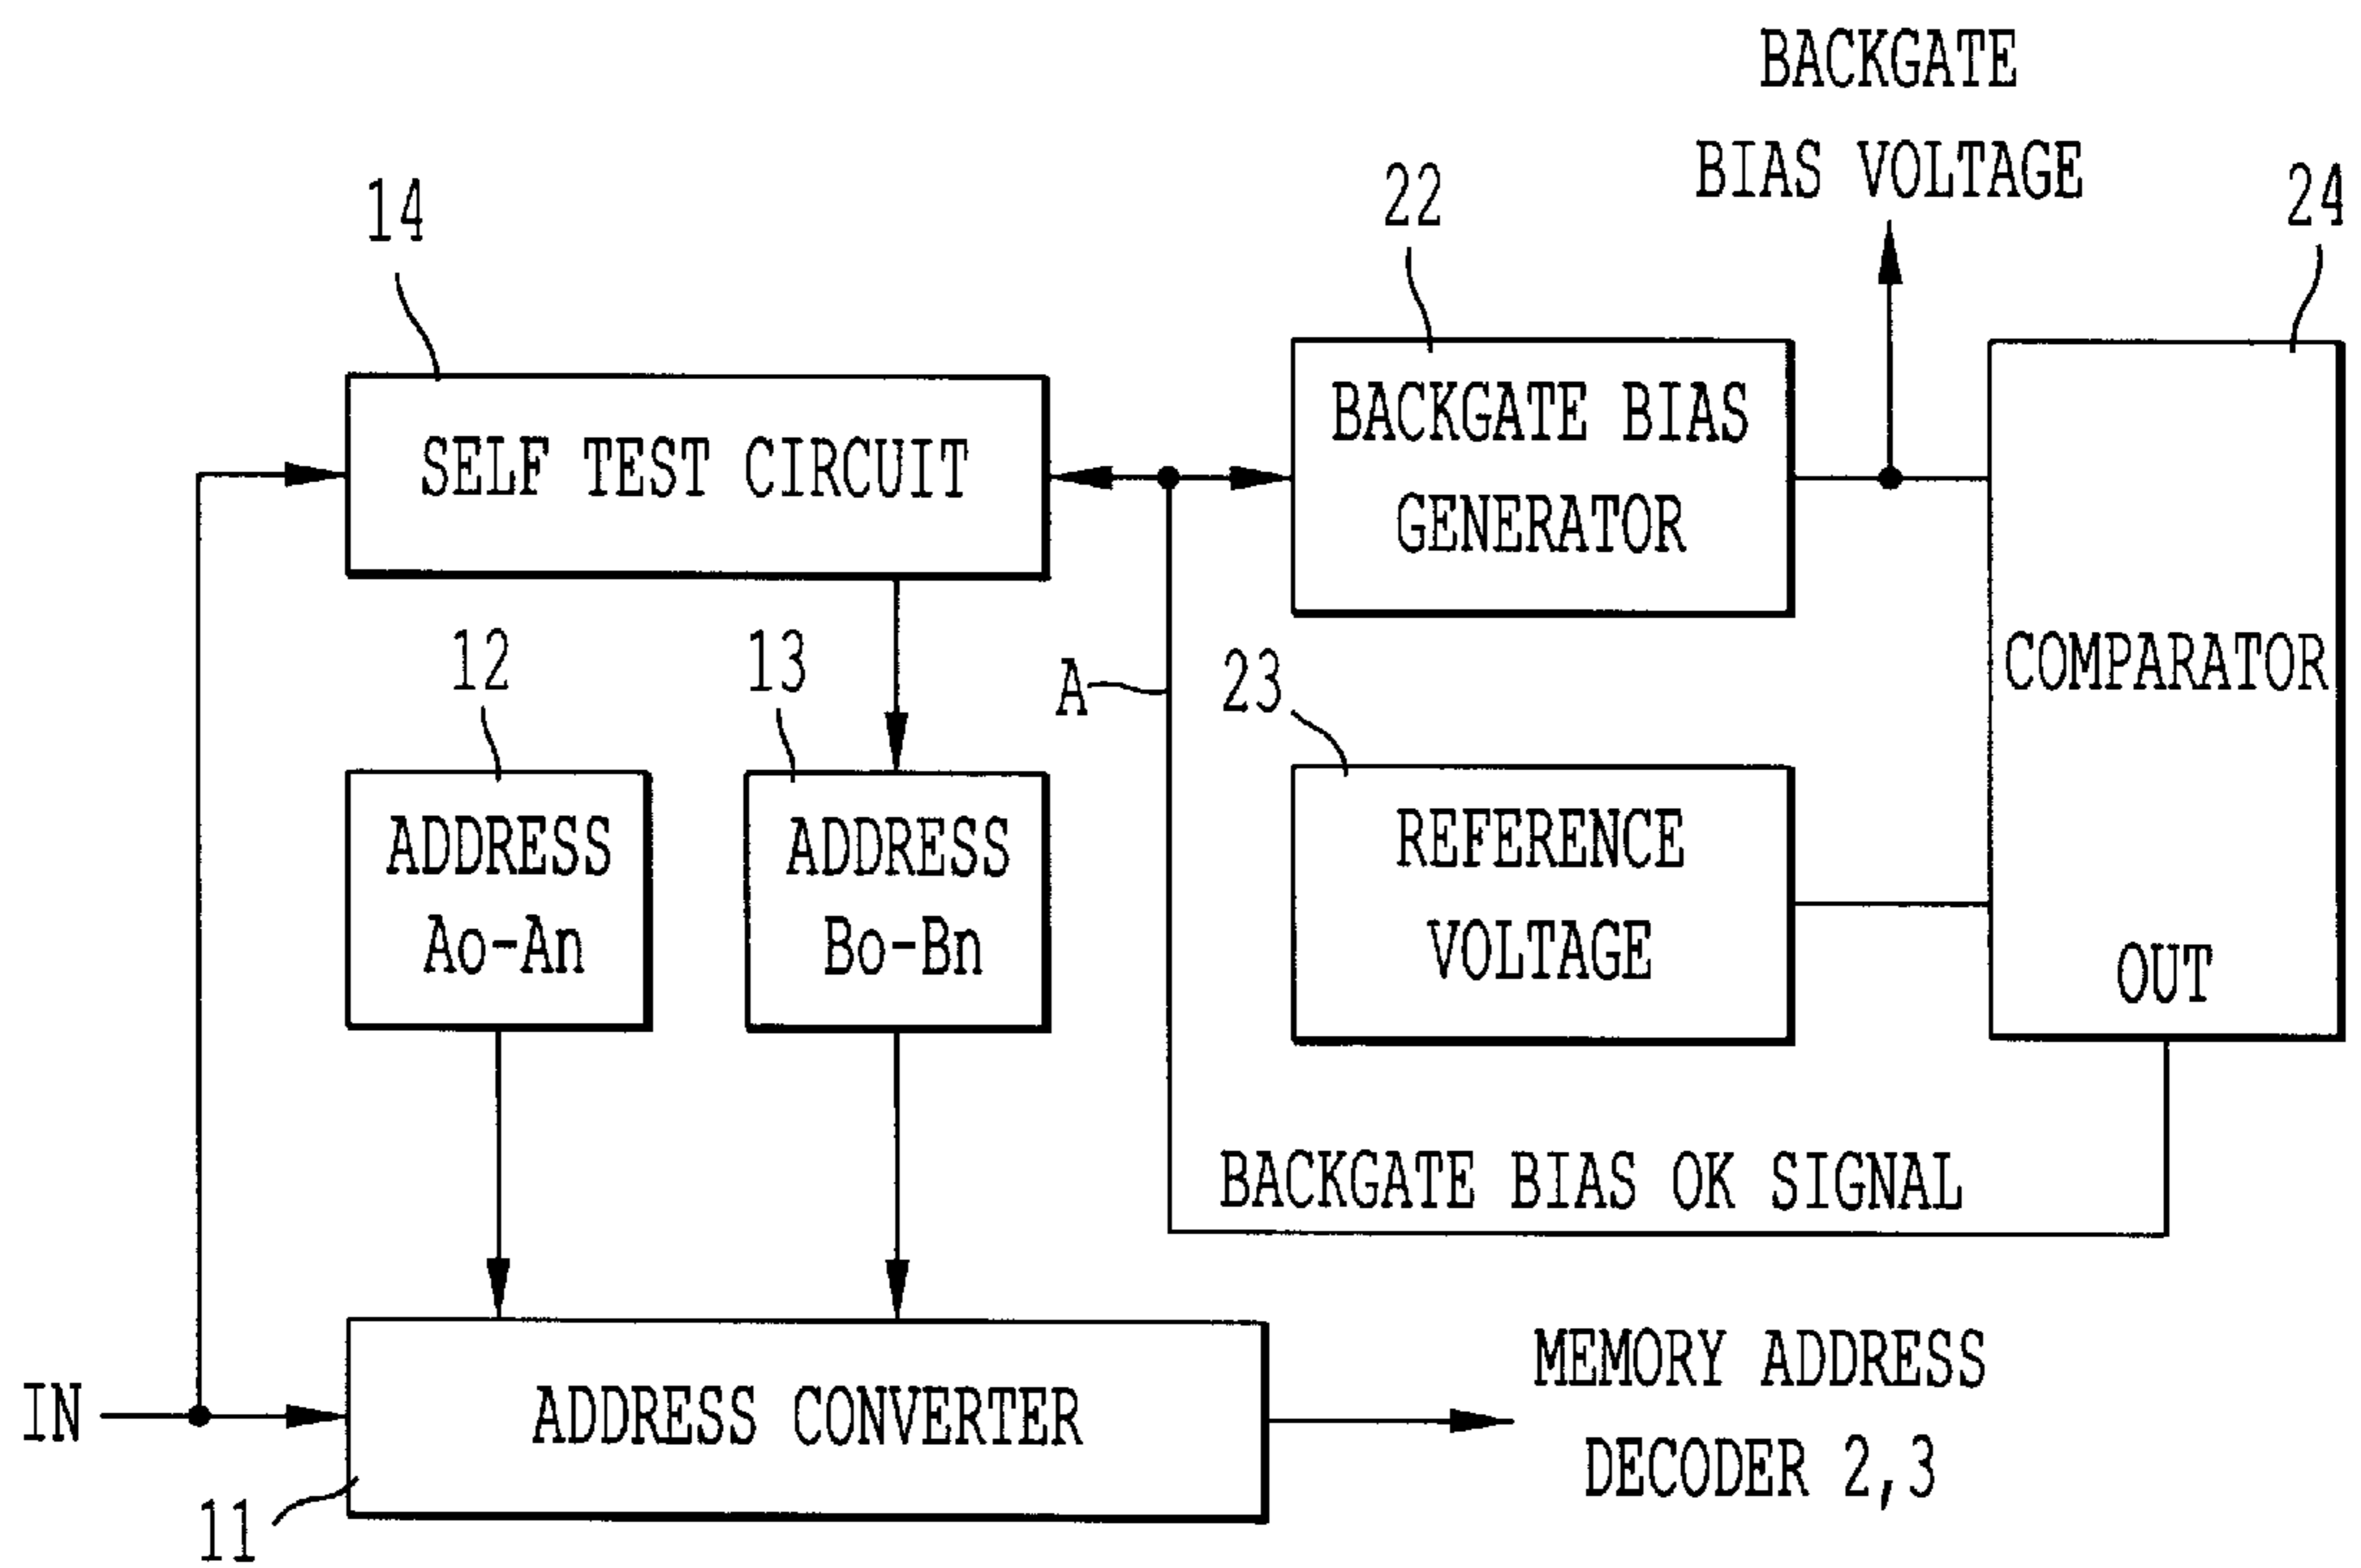 BACKGATE
BIAS VOLTAGE
14
22
24
SELF TEST CIRCUIT
BACKGATE BIAS
GENERATOR
COMPARATOR
OUT
12
13
A
23
ADDRESS
Ao-An
ADDRESS
Bo-Bn
REFERENCE
VOLTAGE
BACKGATE BIAS OK SIGNAL
IN
ADDRESS CONVERTER
11
MEMORY ADDRESS
DECODER 2,3